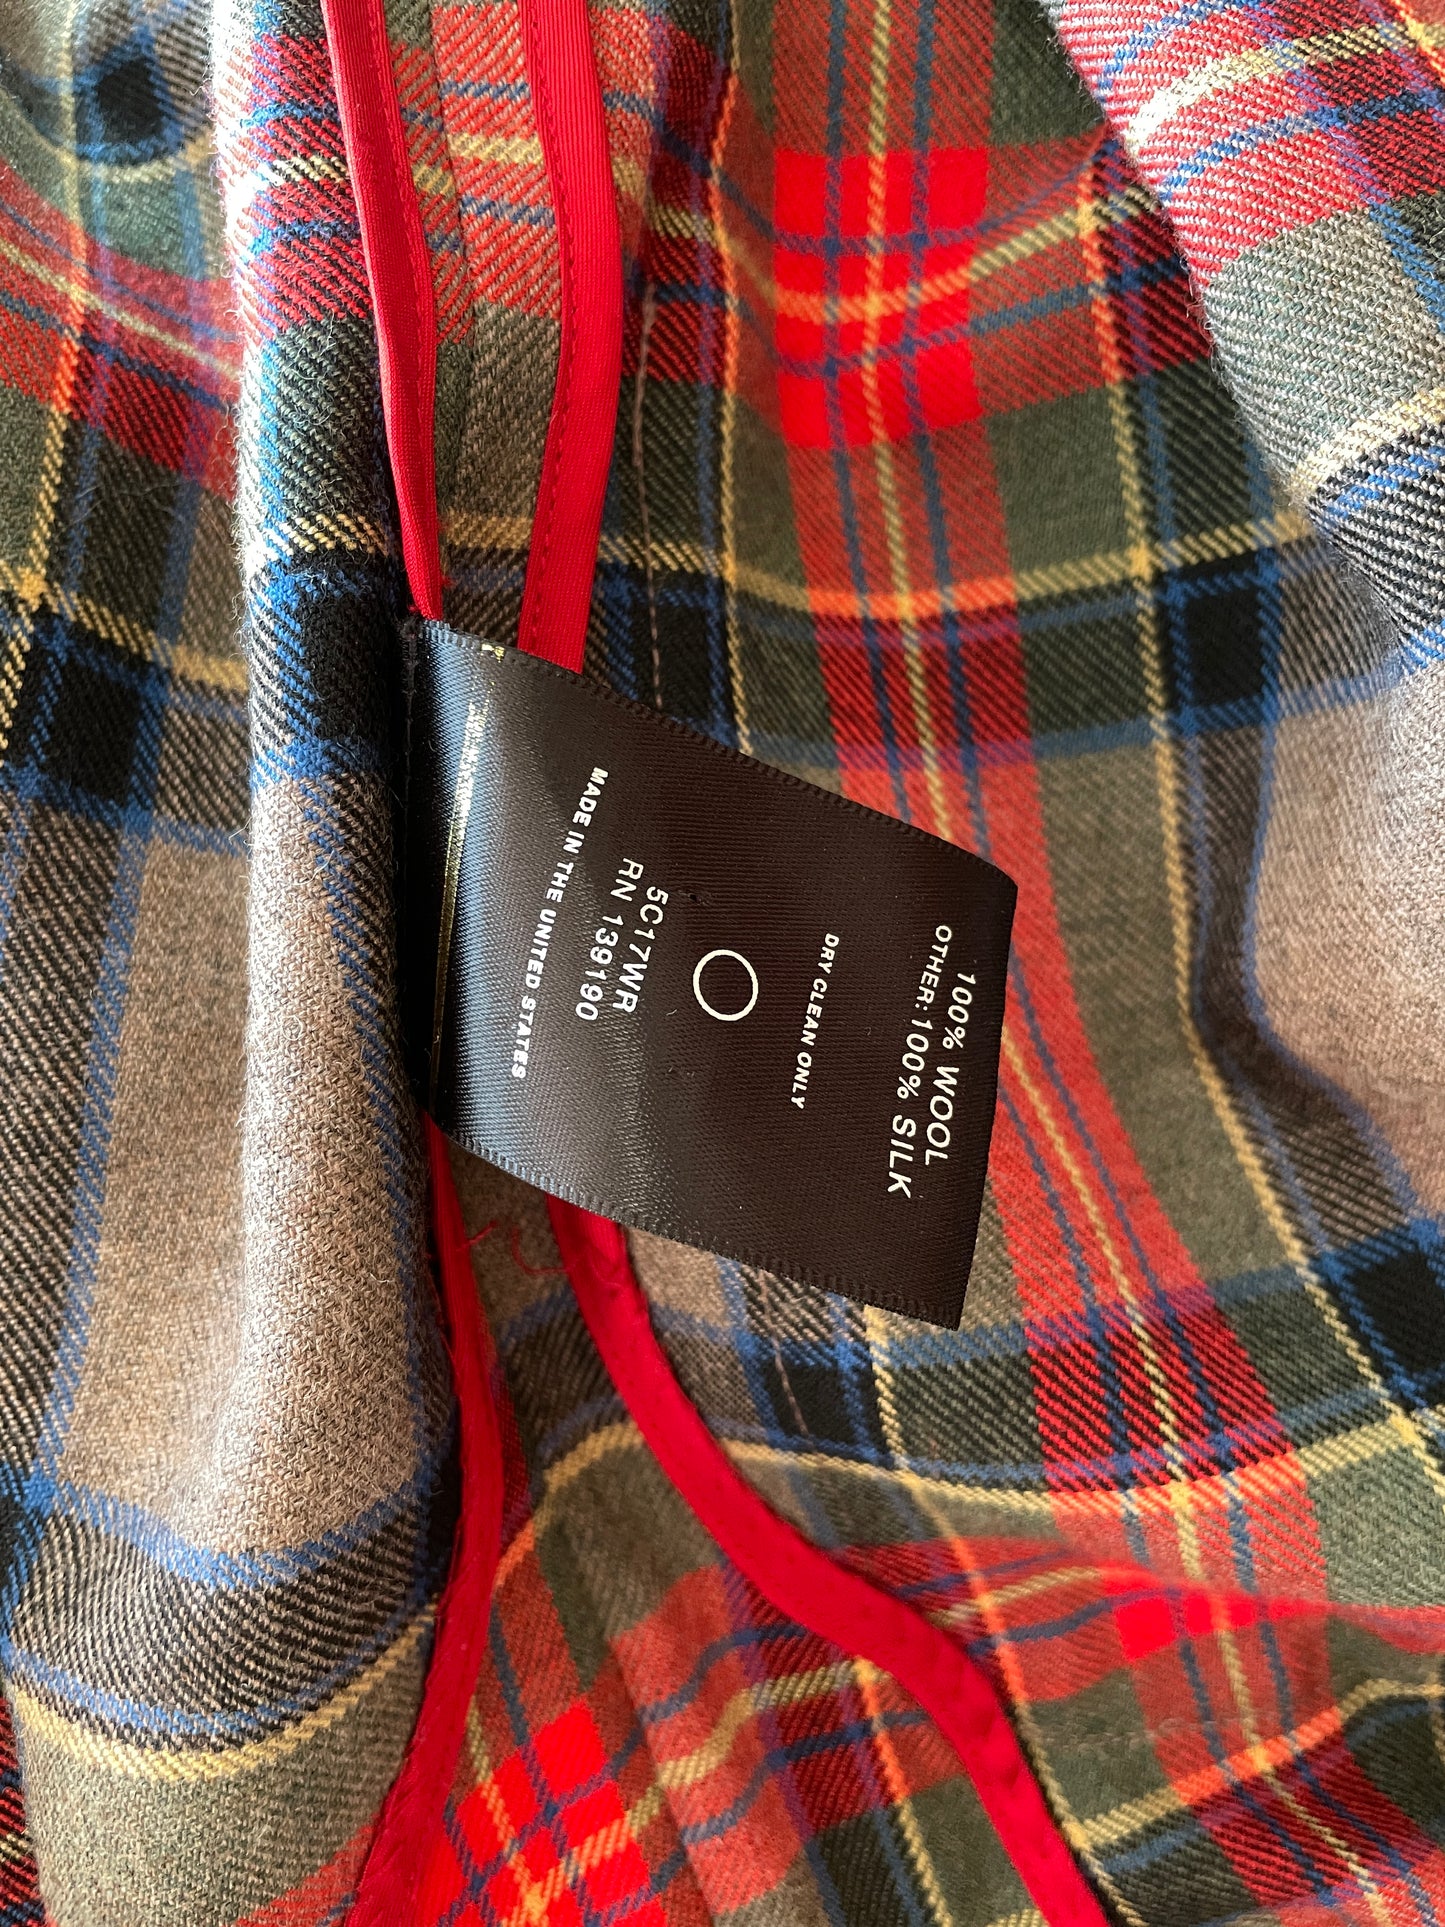 100% WOOL
OTHER: 100% SILK
DRY CLEAN ONLY
5C17WR
RN 139190
MADE IN THE UNITED STATES